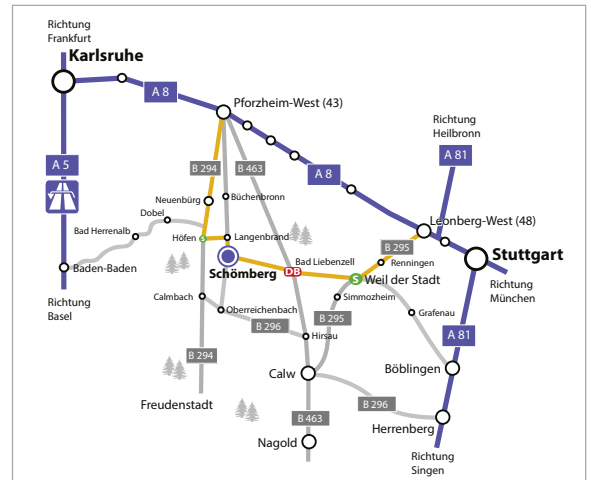 Richtung
Frankfurt
Karlsruhe
A 8
Pforzheim-West (43)
Richtung
Heilbronn
A 81
A 5
B 294
B 463
A 8
Neuenbürg
Büchenbronn
Dobel
Leonberg-West (48)
Bad Herrenalb
Höfen
S
Langenbrand
B 295
Stuttgart
Baden-Baden
Schömberg
Bad Liebenzell
DB
Renningen
S
Weil der Stadt
Richtung
München
Richtung
Basel
Calmbach
Simmozheim
Oberreichenbach
Grafenau
B 296
B 295
Hirsau
A 81
B 294
Calw
Böblingen
Freudenstadt
B 296
B 463
Herrenberg
Nagold
Richtung
Singen